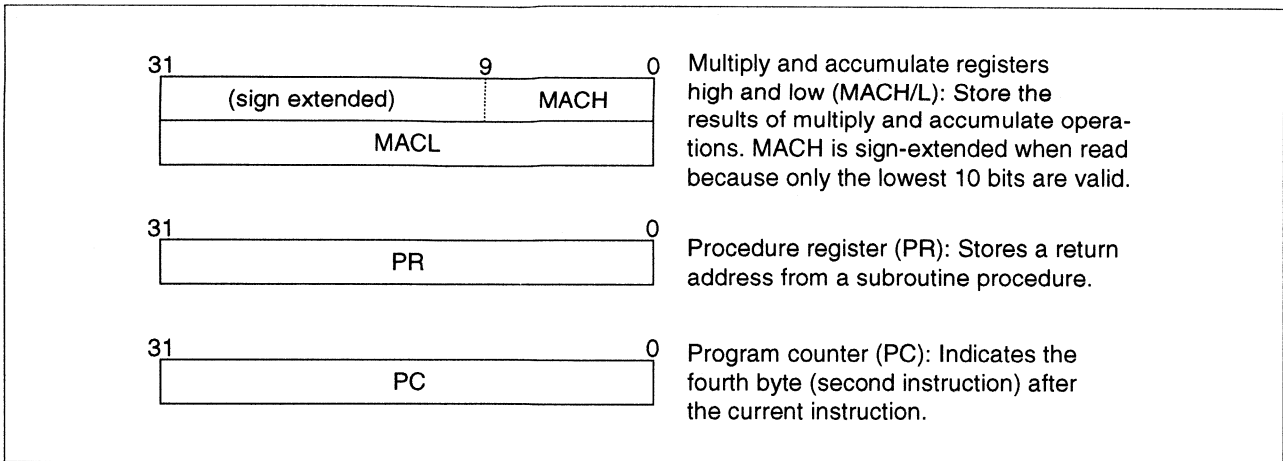 31 9 0
(sign extended) MACH
MACL
Multiply and accumulate registers
high and low (MACH/L): Store the
results of multiply and accumulate opera-
tions. MACH is sign-extended when read
because only the lowest 10 bits are valid.
31 0
PR
Procedure register (PR): Stores a return
address from a subroutine procedure.
31 0
PC
Program counter (PC): Indicates the
fourth byte (second instruction) after
the current instruction.